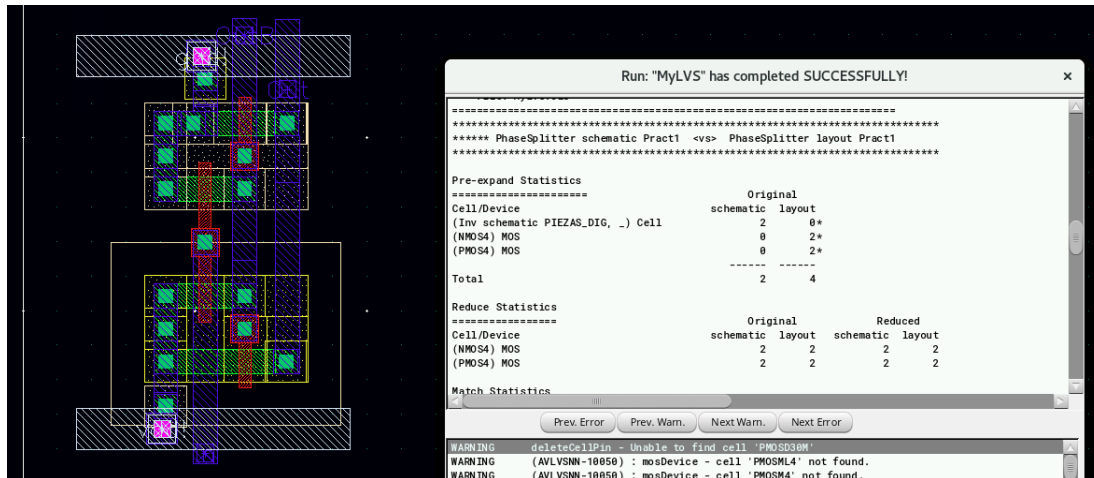 Run: "MyLVS" has completed SUCCESSFULLY!
×
================================================================
**********************************************************************
****** PhaseSplitter schematic Pract1 <vs> PhaseSplitter layout Pract1
**********************************************************************
Pre-expand Statistics
====================== Original
Cell/Device schematic layout
(Inv schematic PIEZAS_DIG, _) Cell 2 0*
(NMOS4) MOS 0 2*
(PMOS4) MOS 0 2*
------ ------
Total 2 4
Reduce Statistics
================= Original Reduced
Cell/Device schematic layout schematic layout
(NMOS4) MOS 2 2 2 2
(PMOS4) MOS 2 2 2 2
Match Statistics
Prev. Error Prev. Warn. Next Warn. Next Error
WARNING deleteCellPin - Unable to find cell 'PMOSD30M'
WARNING (AVLVSNN-10050) : mosDevice - cell 'PMOSML4' not found.
WARNING (AVLVSNN-10050) : mosDevice - cell 'PMOSM4' not found.